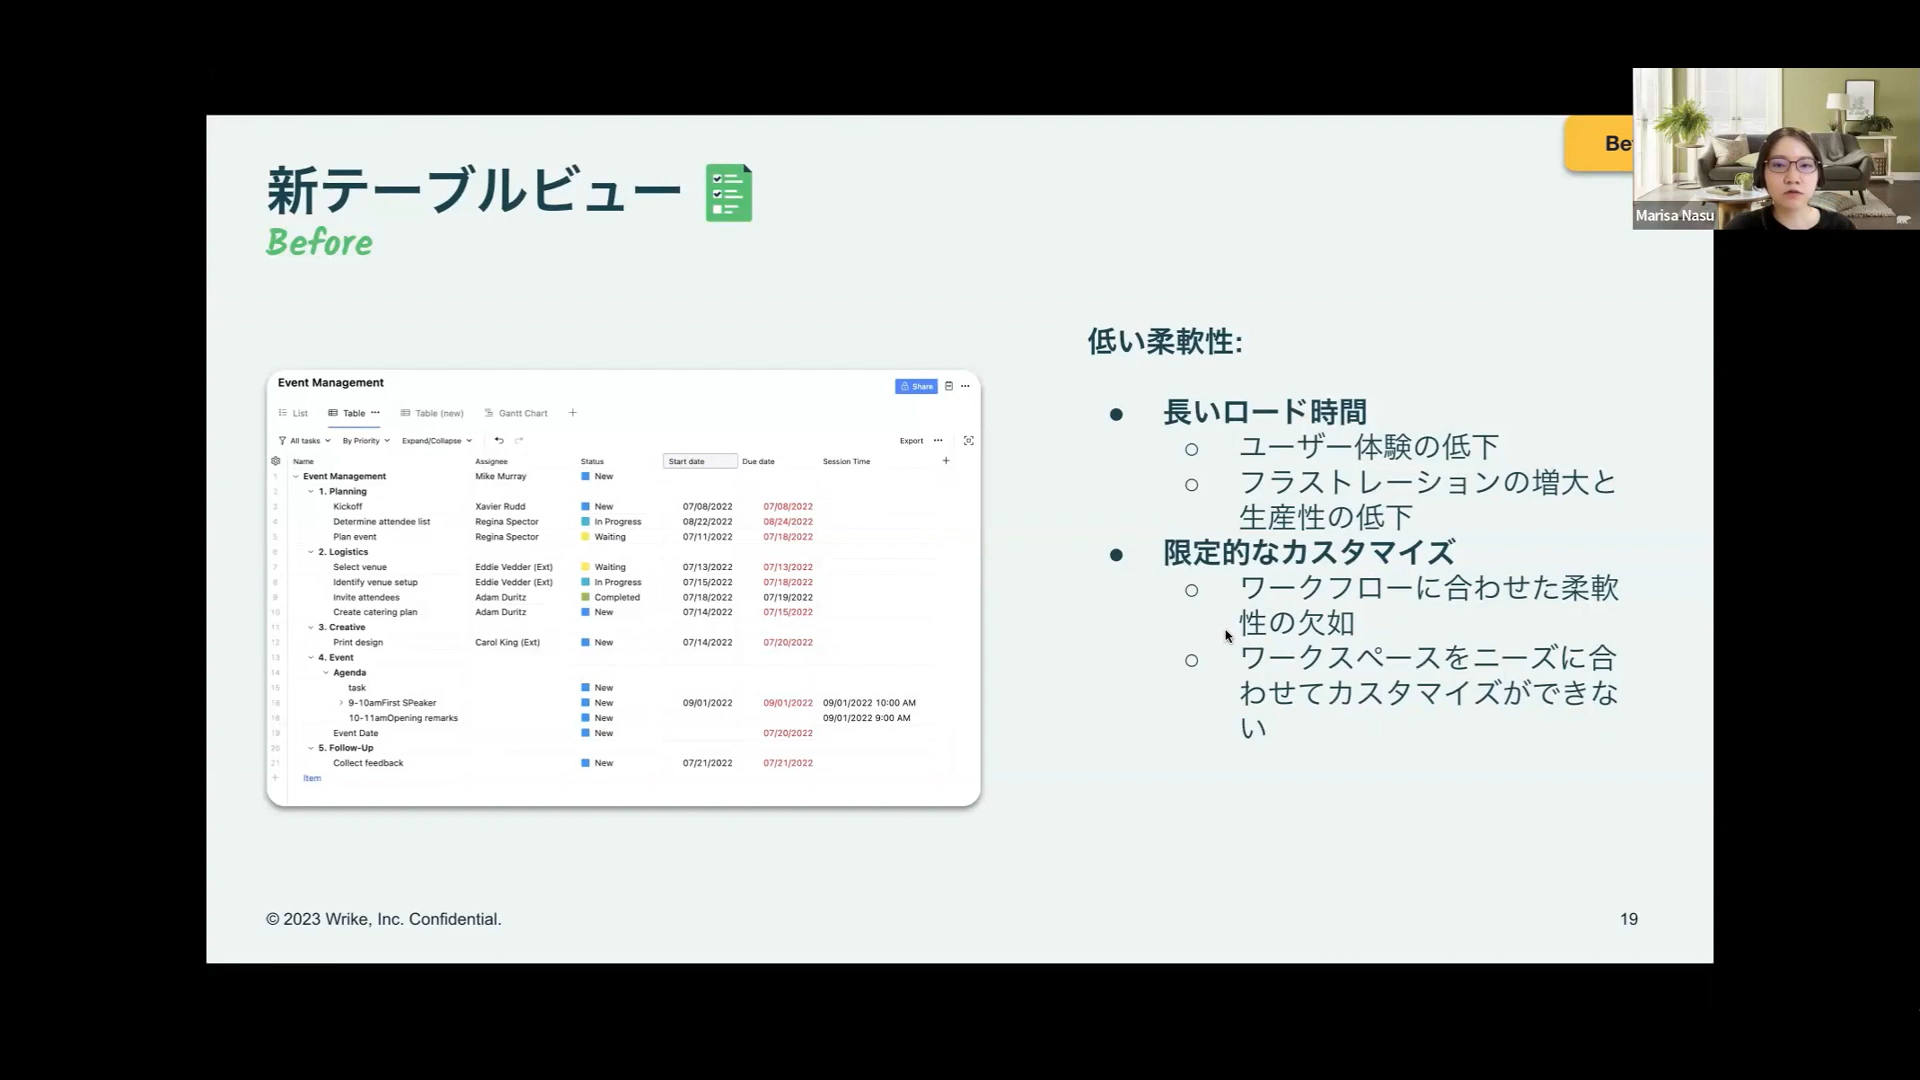 新テーブルビュー
Before
Be
Marisa Nasu
Event Management
Share
List Table Table (new) Gantt Chart
All tasks By Priority Expand/Collapse Export
Name Assignee Status Start date Due date Session Time
Event Management Mike Murray New
1. Planning
Kickoff Xavier Rudd New 07/08/2022 07/08/2022
Determine attendee list Regina Spector In Progress 08/22/2022 08/24/2022
Plan event Regina Spector Waiting 07/11/2022 07/18/2022
2. Logistics
Select venue Eddie Vedder (Ext) Waiting 07/13/2022 07/13/2022
Identify venue setup Eddie Vedder (Ext) In Progress 07/15/2022 07/18/2022
Invite attendees Adam Duritz Completed 07/18/2022 07/19/2022
Create catering plan Adam Duritz New 07/14/2022 07/15/2022
3. Creative
Print design Carol King (Ext) New 07/14/2022 07/20/2022
4. Event
Agenda
task New
9-10amFirst SPeaker New 09/01/2022 09/01/2022 09/01/2022 10:00 AM
10-11amOpening remarks New 09/01/2022 9:00 AM
Event Date New 07/20/2022
5. Follow-Up
Collect feedback New 07/21/2022 07/21/2022
Item
低い柔軟性:
● 長いロード時間
○ ユーザー体験の低下
○ フラストレーションの増大と
生産性の低下
● 限定的なカスタマイズ
○ ワークフローに合わせた柔軟
性の欠如
○ ワークスペースをニーズに合
わせてカスタマイズができな
い
© 2023 Wrike, Inc. Confidential.
19